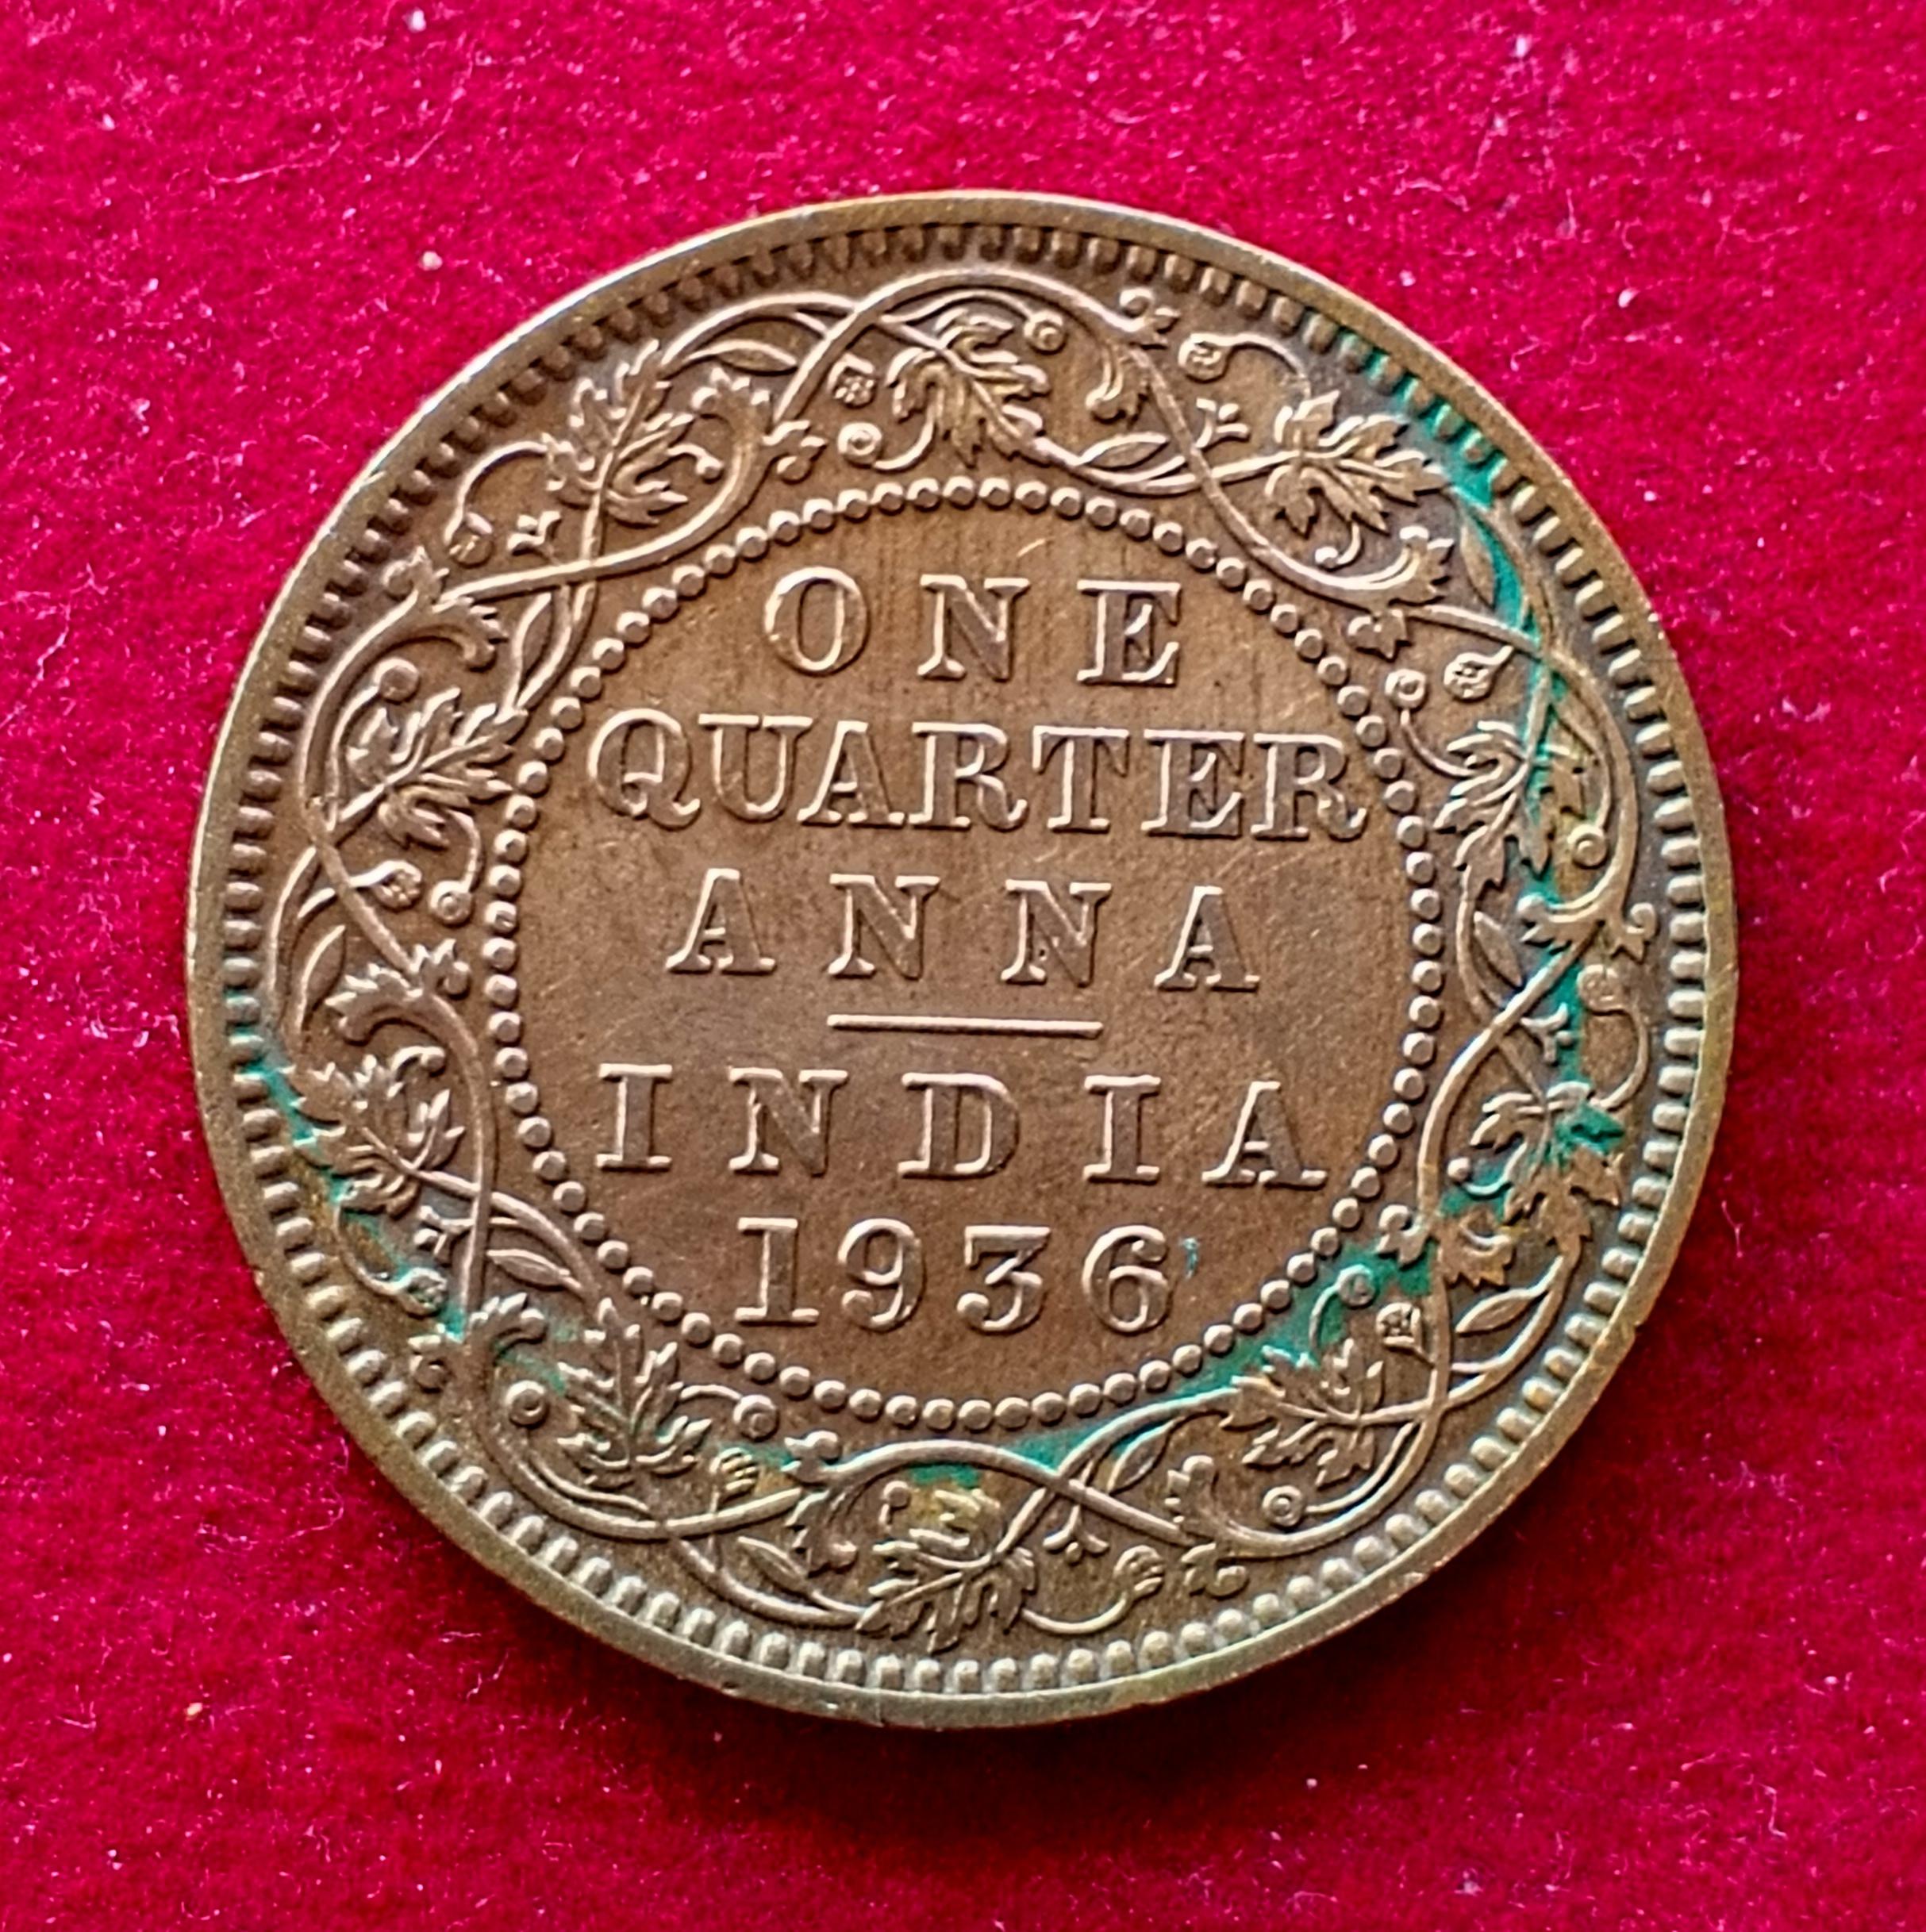 ONE
QUARTER
ANNA
INDIA
1936